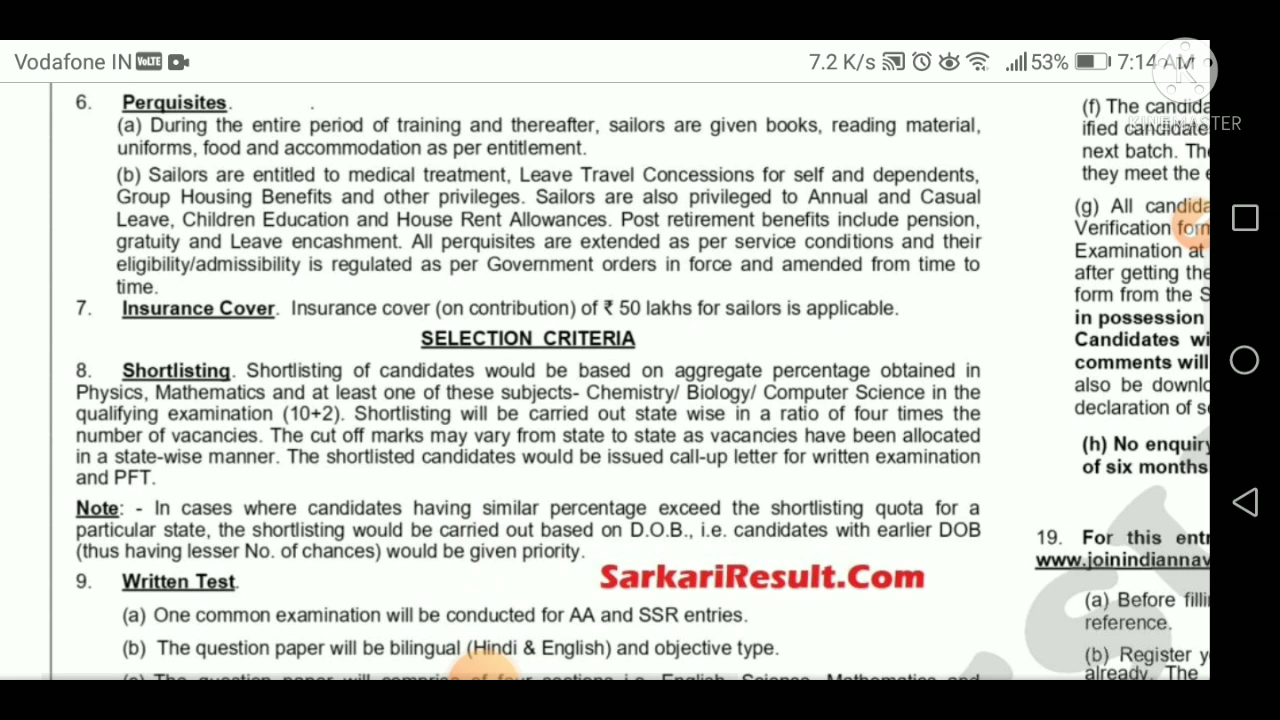 Vodafone IN VoLTE
7.2 K/s 53% 7:14 AM
KINEMASTER
6. Perquisites.
(a) During the entire period of training and thereafter, sailors are given books, reading material,
uniforms, food and accommodation as per entitlement.
(b) Sailors are entitled to medical treatment, Leave Travel Concessions for self and dependents,
Group Housing Benefits and other privileges. Sailors are also privileged to Annual and Casual
Leave, Children Education and House Rent Allowances. Post retirement benefits include pension,
gratuity and Leave encashment. All perquisites are extended as per service conditions and their
eligibility/admissibility is regulated as per Government orders in force and amended from time to
time.
7. Insurance Cover. Insurance cover (on contribution) of ₹ 50 lakhs for sailors is applicable.
SELECTION CRITERIA
8. Shortlisting. Shortlisting of candidates would be based on aggregate percentage obtained in
Physics, Mathematics and at least one of these subjects- Chemistry/ Biology/ Computer Science in the
qualifying examination (10+2). Shortlisting will be carried out state wise in a ratio of four times the
number of vacancies. The cut off marks may vary from state to state as vacancies have been allocated
in a state-wise manner. The shortlisted candidates would be issued call-up letter for written examination
and PFT.
Note: - In cases where candidates having similar percentage exceed the shortlisting quota for a
particular state, the shortlisting would be carried out based on D.O.B., i.e. candidates with earlier DOB
(thus having lesser No. of chances) would be given priority.
SarkariResult.Com
9. Written Test.
(a) One common examination will be conducted for AA and SSR entries.
(b) The question paper will be bilingual (Hindi & English) and objective type.
(c) The question paper will comprise of four sections i.e. English, Science, Mathematics and
(f) The candida
ified candidate
next batch. Th
they meet the e
(g) All candida
Verification form
Examination at
after getting the
form from the S
in possession
Candidates wi
comments will
also be downlo
declaration of s
(h) No enquiry
of six months
19. For this entr
www.joinindiannav
(a) Before filli
reference.
(b) Register y
already. The